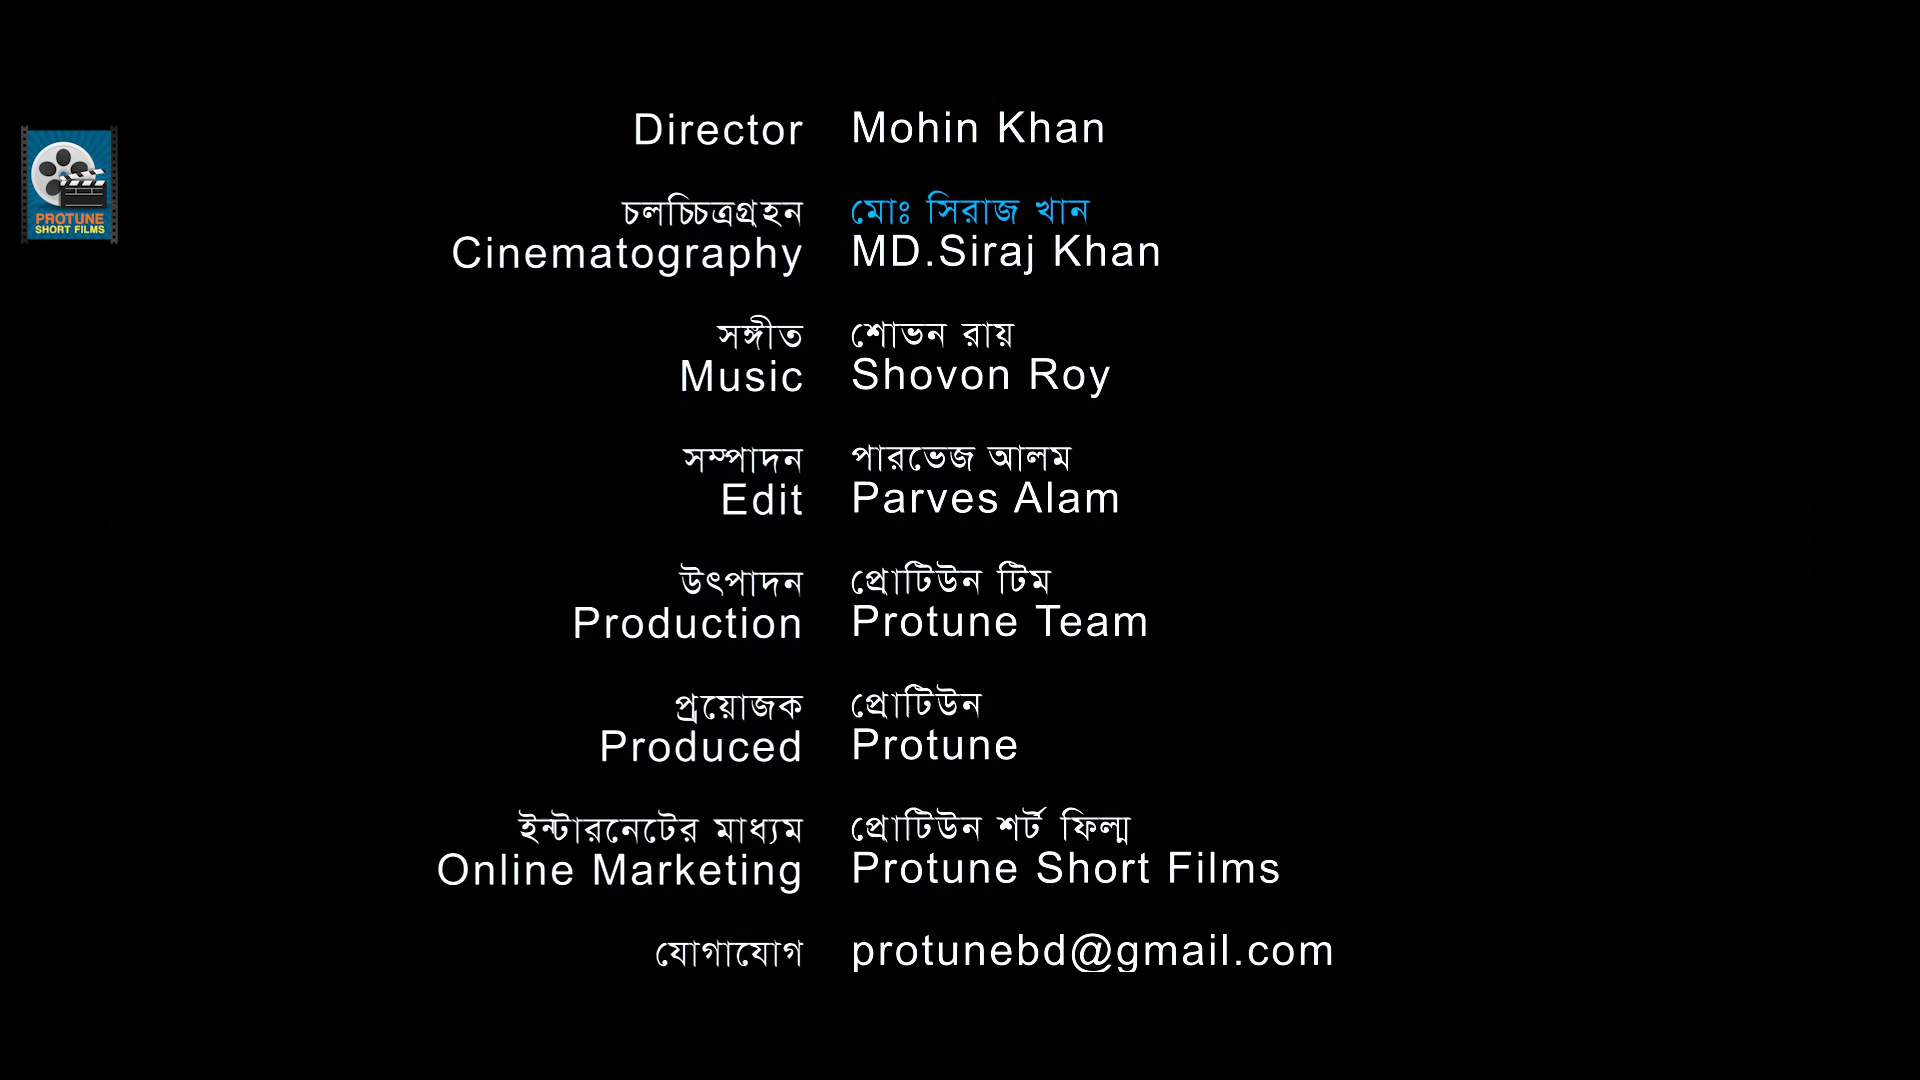 PROTUNE
SHORT FILMS
Director Mohin Khan
চলচ্চিত্রগ্রহন মোঃ সিরাজ খান
Cinematography MD.Siraj Khan
সঙ্গীত শোভন রায়
Music Shovon Roy
সম্পাদন পারভেজ আলম
Edit Parves Alam
উৎপাদন প্রোটিউন টিম
Production Protune Team
প্রয়োজক প্রোটিউন
Produced Protune
ইন্টারনেটের মাধ্যম প্রোটিউন শর্ট ফিল্ম
Online Marketing Protune Short Films
যোগাযোগ protunebd@gmail.com